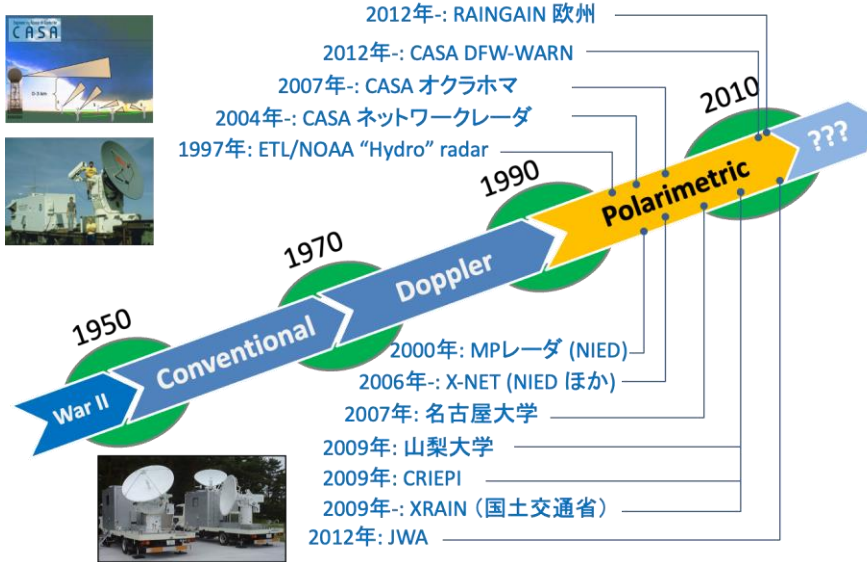 CASA
2012年-: RAINGAIN 欧州
2012年-: CASA DFW-WARN
2007年-: CASA オクラホマ
2004年-: CASA ネットワークレーダ
1997年: ETL/NOAA “Hydro” radar
2010
???
1990
Polarimetric
1970
Doppler
1950
Conventional
War II
2000年: MPレーダ (NIED)
2006年-: X-NET (NIED ほか)
2007年: 名古屋大学
2009年: 山梨大学
2009年: CRIEPI
2009年-: XRAIN (国土交通省)
2012年: JWA